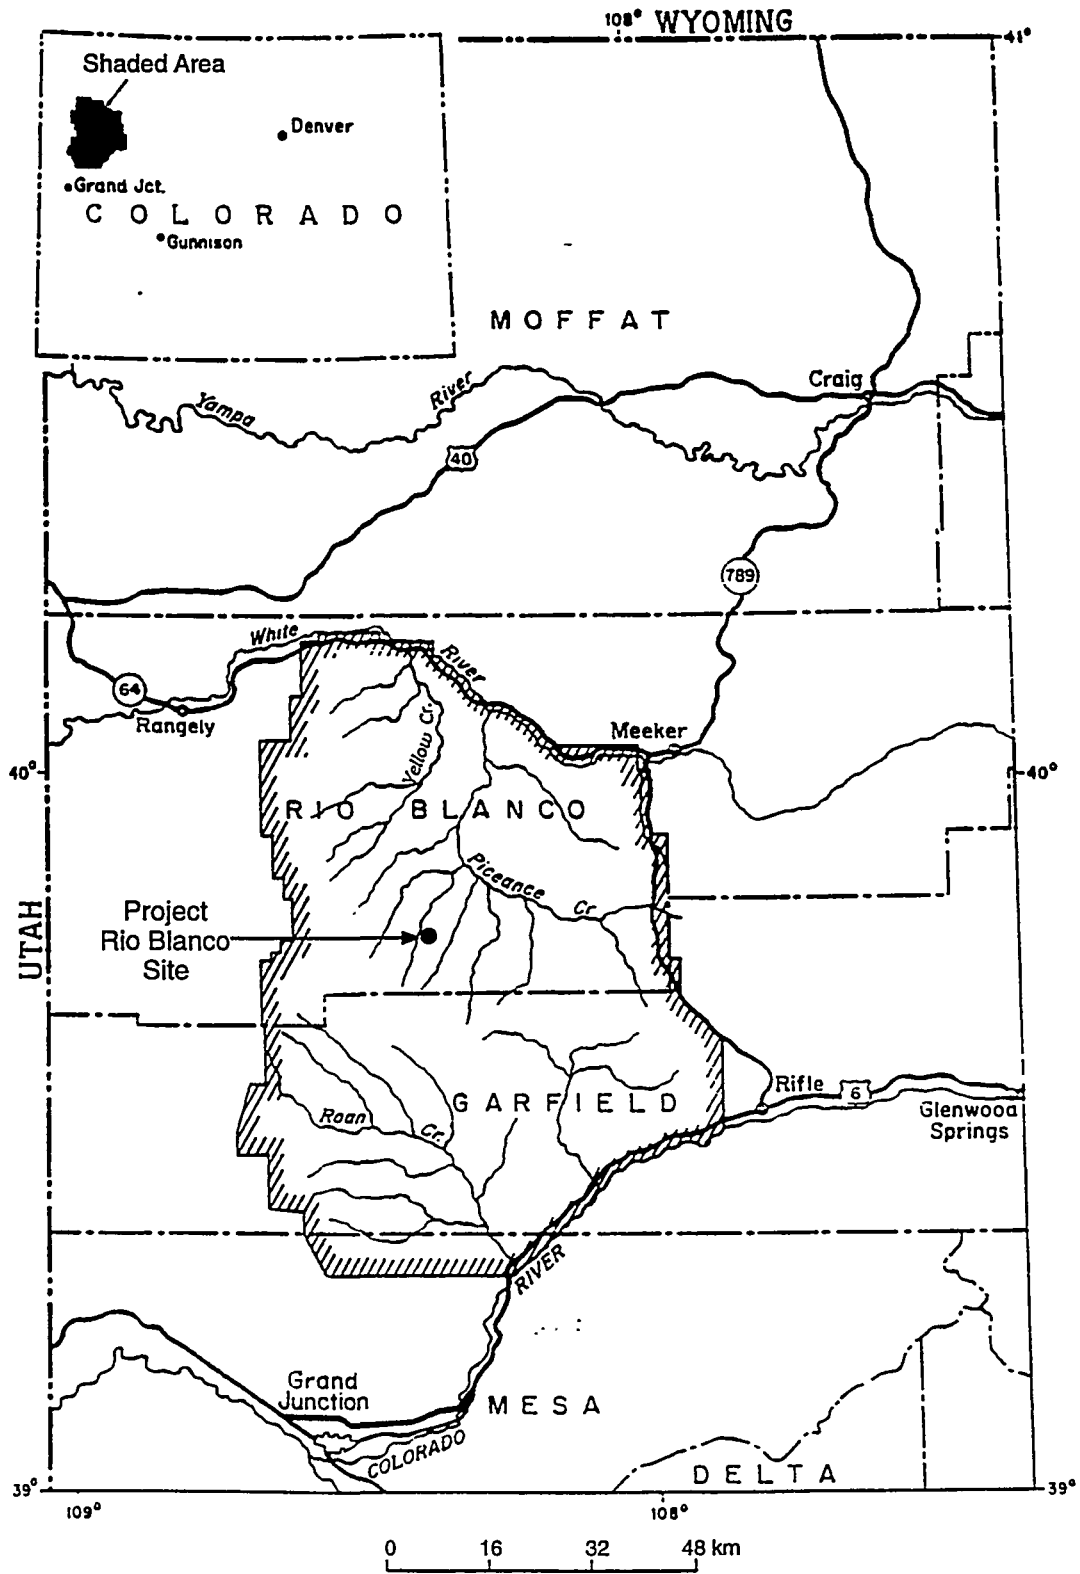 108° WYOMING
41°
Shaded Area
Denver
Grand Jct.
COLORADO
Gunnison
MOFFAT
Craig
Yampa River
40
789
White River
64
Rangely
Meeker
Yellow Cr.
40°
40°
RIO BLANCO
Piceance Cr
UTAH
Project
Rio Blanco
Site
Rifle
6
GARFIELD
Glenwood
Springs
Roan Cr.
RIVER
Grand
Junction
MESA
COLORADO
DELTA
39°
39°
109°
108°
0 16 32 48 km